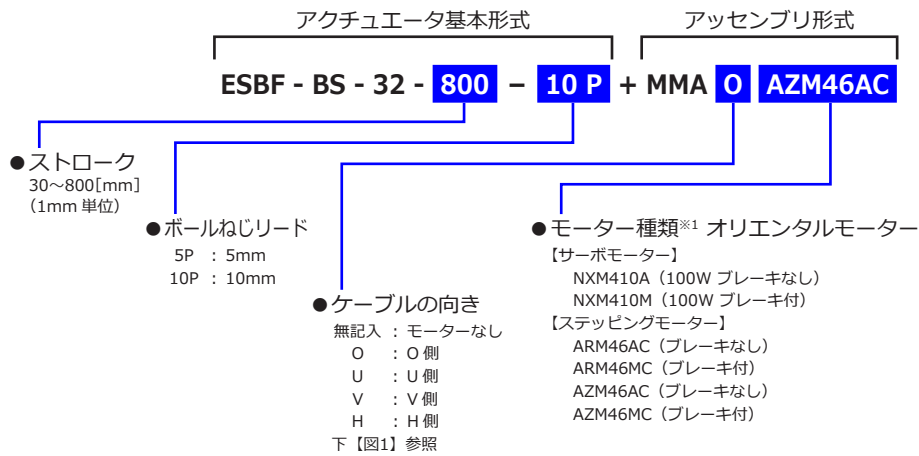 アクチュエータ基本形式
アッセンブリ形式
ESBF - BS - 32 - 800 − 10 P + MMA O AZM46AC
●ストローク
30～800[mm]
（1mm 単位）
●ボールねじリード
5P ：5mm
10P ：10mm
●ケーブルの向き
無記入 ：モーターなし
O ：O 側
U ：U 側
V ：V 側
H ：H 側
下【図1】参照
●モーター種類※1 オリエンタルモーター
【サーボモーター】
NXM410A（100W ブレーキなし）
NXM410M（100W ブレーキ付）
【ステッピングモーター】
ARM46AC（ブレーキなし）
ARM46MC（ブレーキ付）
AZM46AC（ブレーキなし）
AZM46MC（ブレーキ付）